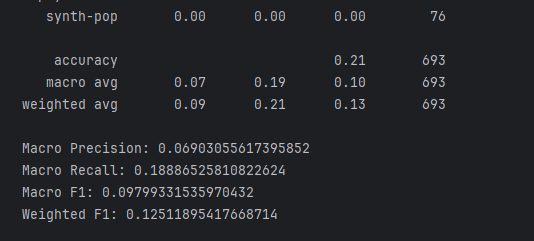 synth-pop 0.00 0.00 0.00 76
accuracy 0.21 693
macro avg 0.07 0.19 0.10 693
weighted avg 0.09 0.21 0.13 693
Macro Precision: 0.06903055617395852
Macro Recall: 0.18886525810822624
Macro F1: 0.09799331535970432
Weighted F1: 0.12511895417668714